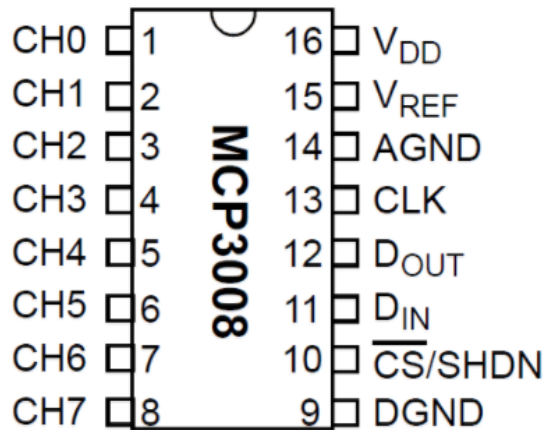 CH0 1 16 VDD
CH1 2 15 VREF
CH2 3 14 AGND
CH3 4 13 CLK
CH4 5 12 DOUT
CH5 6 11 DIN
CH6 7 10 C̅S̅/SHDN
CH7 8 9 DGND
MCP3008